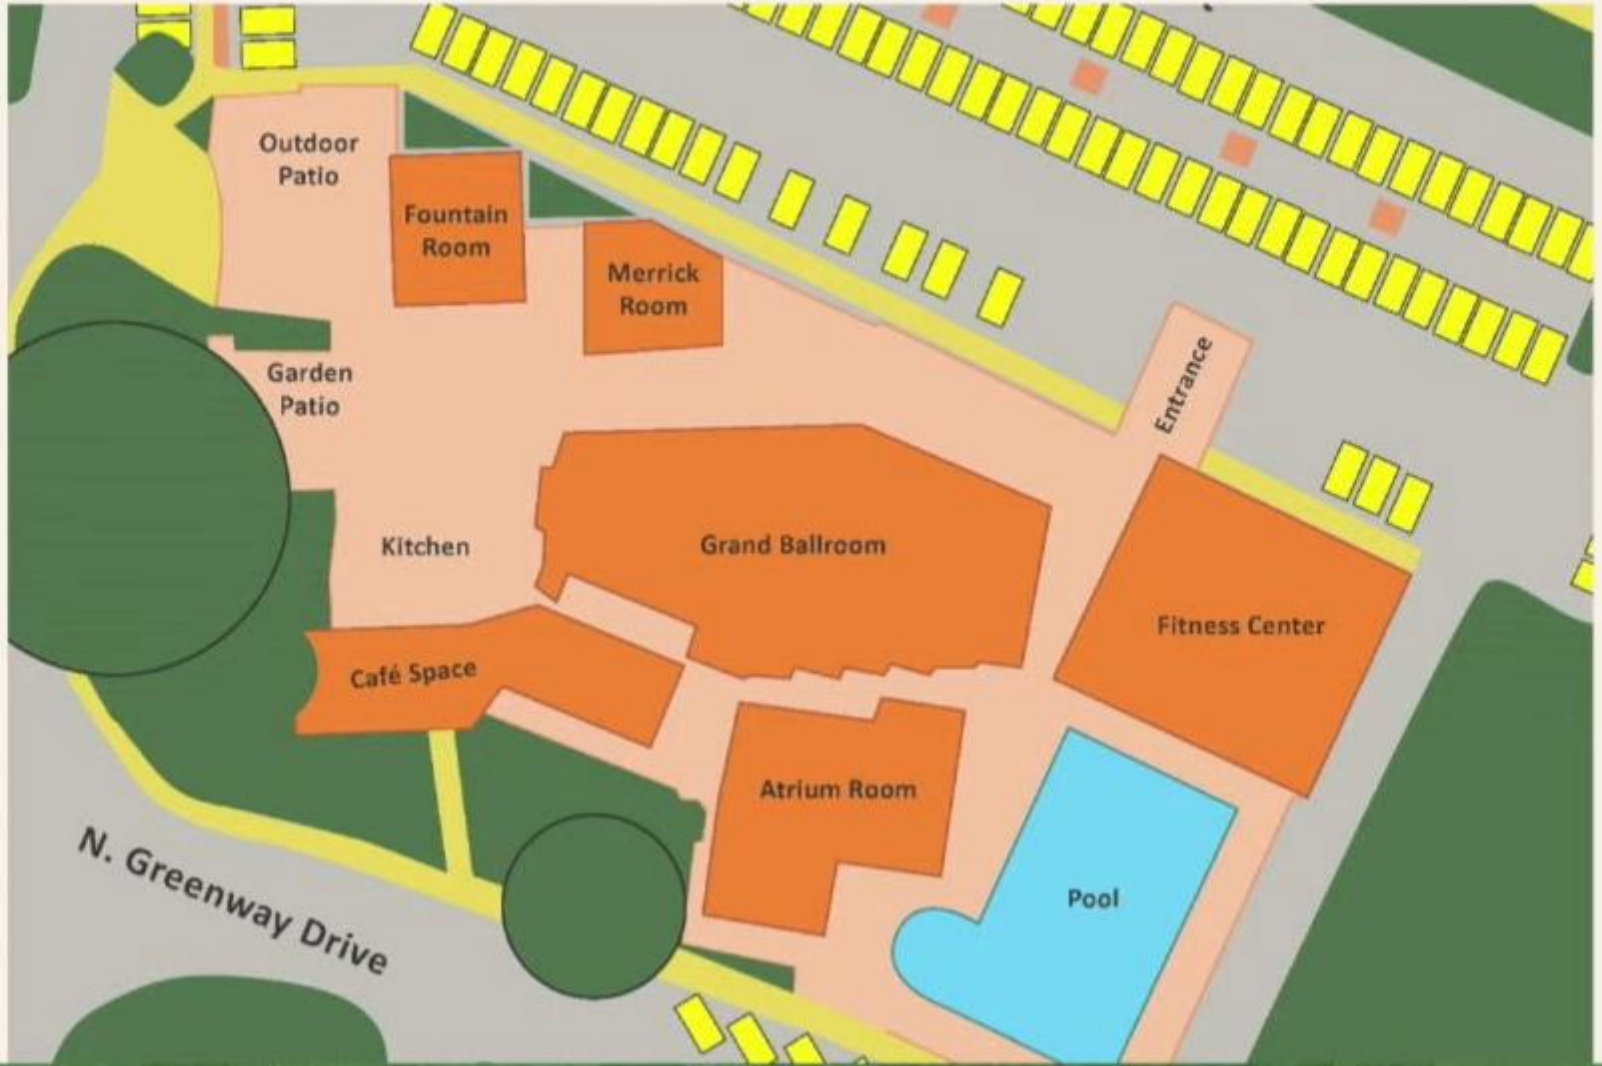 Outdoor
Patio
Fountain
Room
Merrick
Room
Garden
Patio
Entrance
Kitchen
Grand Ballroom
Fitness Center
Café Space
Atrium Room
Pool
N. Greenway Drive